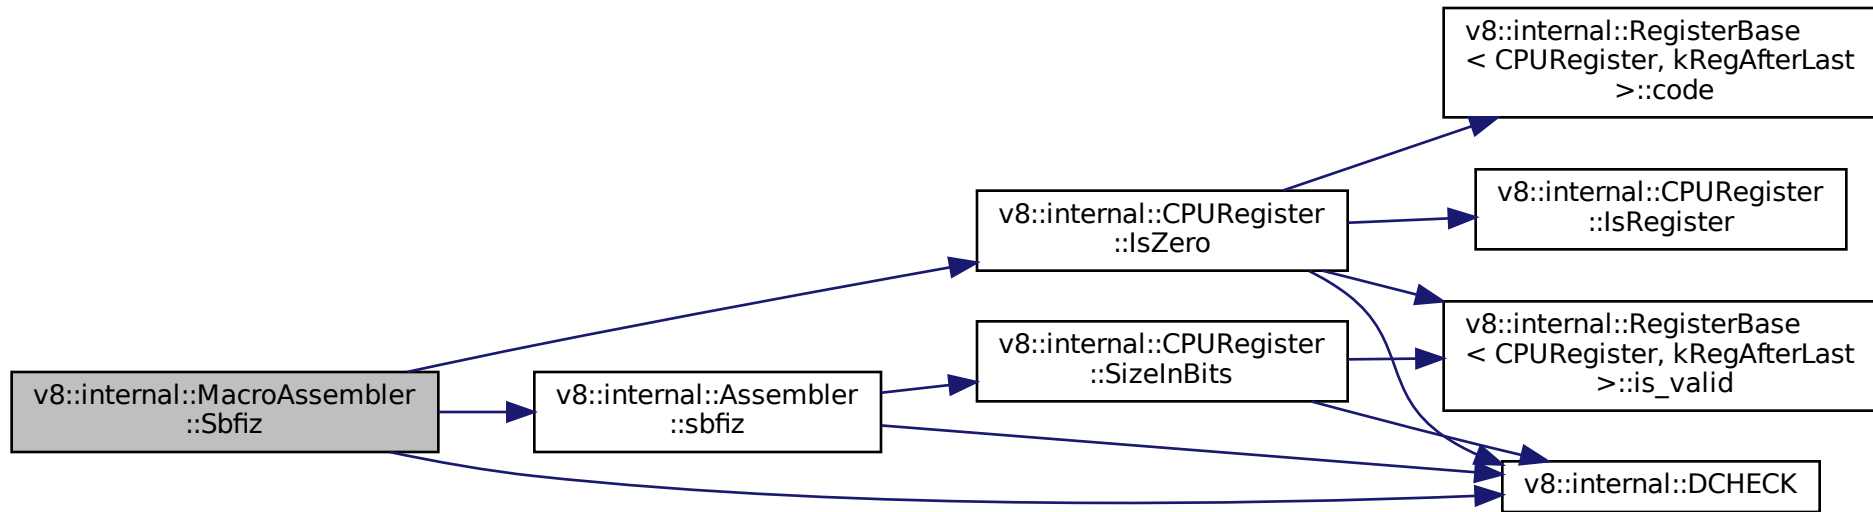 v8::internal::MacroAssembler
::Sbfiz
v8::internal::Assembler
::sbfiz
v8::internal::CPURegister
::IsZero
v8::internal::CPURegister
::SizeInBits
v8::internal::RegisterBase
< CPURegister, kRegAfterLast
>::code
v8::internal::CPURegister
::IsRegister
v8::internal::RegisterBase
< CPURegister, kRegAfterLast
>::is_valid
v8::internal::DCHECK